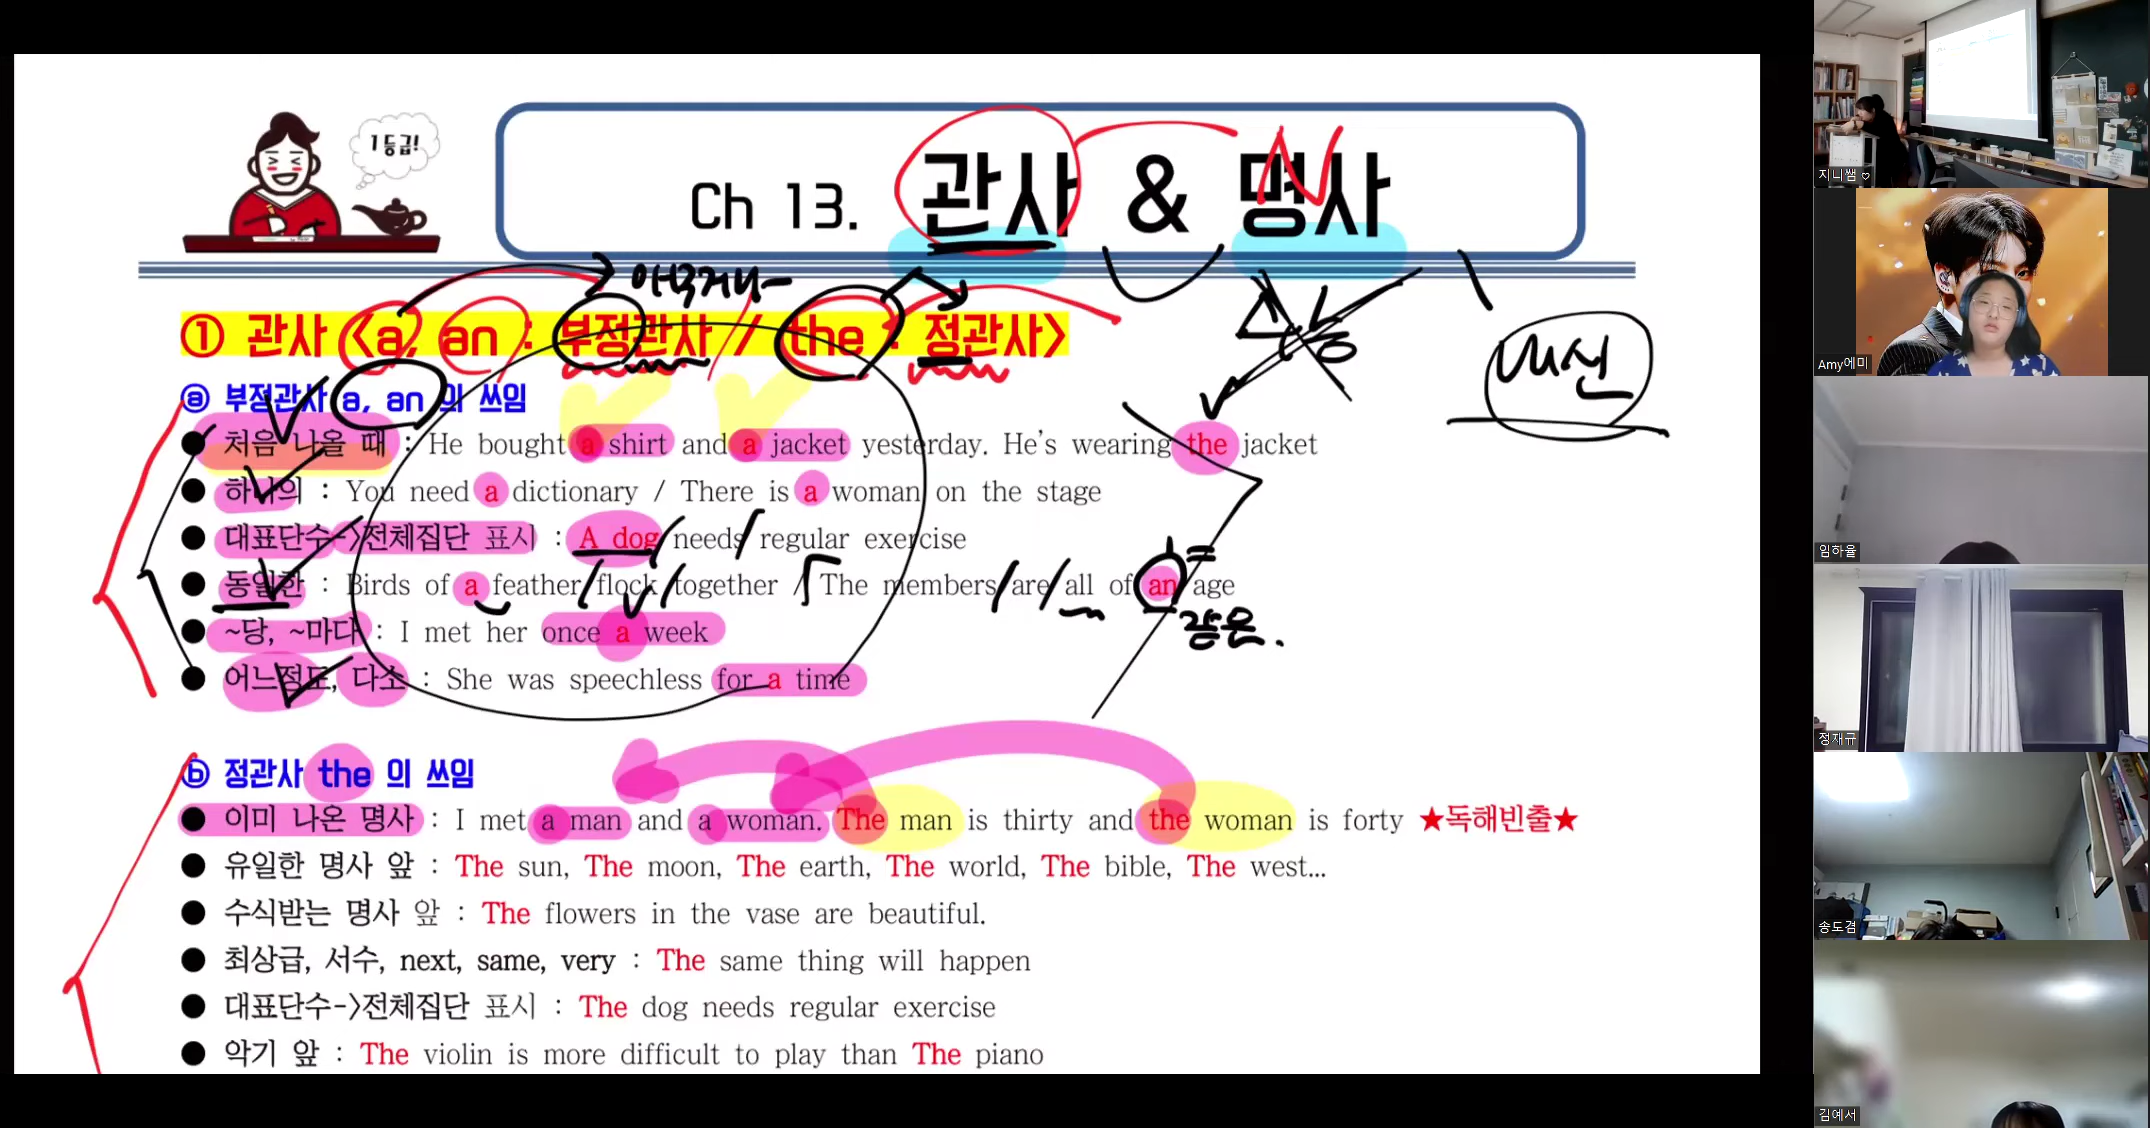 1등급!
Ch 13. 관사 & 명사
N
아무거나
① 관사 <a, an : 부정관사 / the : 정관사>
수능
내신
ⓐ 부정관사 a, an 의 쓰임
● 처음 나올 때 : He bought a shirt and a jacket yesterday. He's wearing the jacket
● 하나의 : You need a dictionary / There is a woman on the stage
● 대표단수->전체집단 표시 : A dog needs regular exercise
● 동일한 : Birds of a feather flock together / The members are all of an age
같은.
● ~당, ~마다 : I met her once a week
● 어느정도, 다소 : She was speechless for a time
ⓑ 정관사 the 의 쓰임
● 이미 나온 명사 : I met a man and a woman. The man is thirty and the woman is forty ★독해빈출★
● 유일한 명사 앞 : The sun, The moon, The earth, The world, The bible, The west...
● 수식받는 명사 앞 : The flowers in the vase are beautiful.
● 최상급, 서수, next, same, very : The same thing will happen
● 대표단수->전체집단 표시 : The dog needs regular exercise
● 악기 앞 : The violin is more difficult to play than The piano
지니쌤♡
Amy에미
임하율
정재규
송도겸
김예서